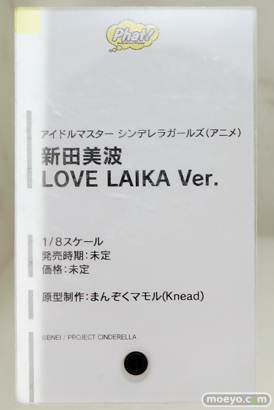 Phat!
アイドルマスター シンデレラガールズ(アニメ)
新田美波
LOVE LAIKA Ver.
1/8スケール
発売時期:未定
価格:未定
原型制作:まんぞくマモル(Knead)
©BNEI / PROJECT CINDERELLA
moeyo.com